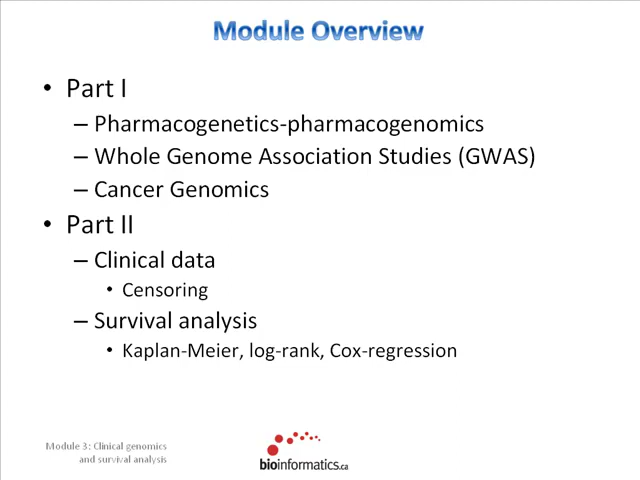 Module Overview
• Part I
– Pharmacogenetics-pharmacogenomics
– Whole Genome Association Studies (GWAS)
– Cancer Genomics
• Part II
– Clinical data
• Censoring
– Survival analysis
• Kaplan-Meier, log-rank, Cox-regression
Module 3: Clinical genomics
and survival analysis
bioinformatics.ca